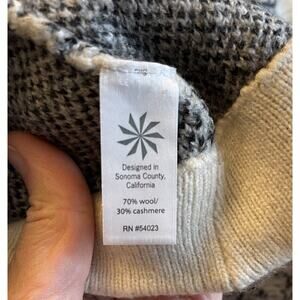 Designed in
Sonoma County,
California
70% wool/
30% cashmere
RN #54023